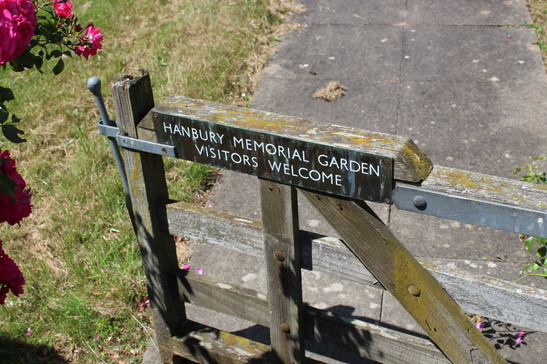 HANBURY MEMORIAL GARDEN
VISITORS WELCOME